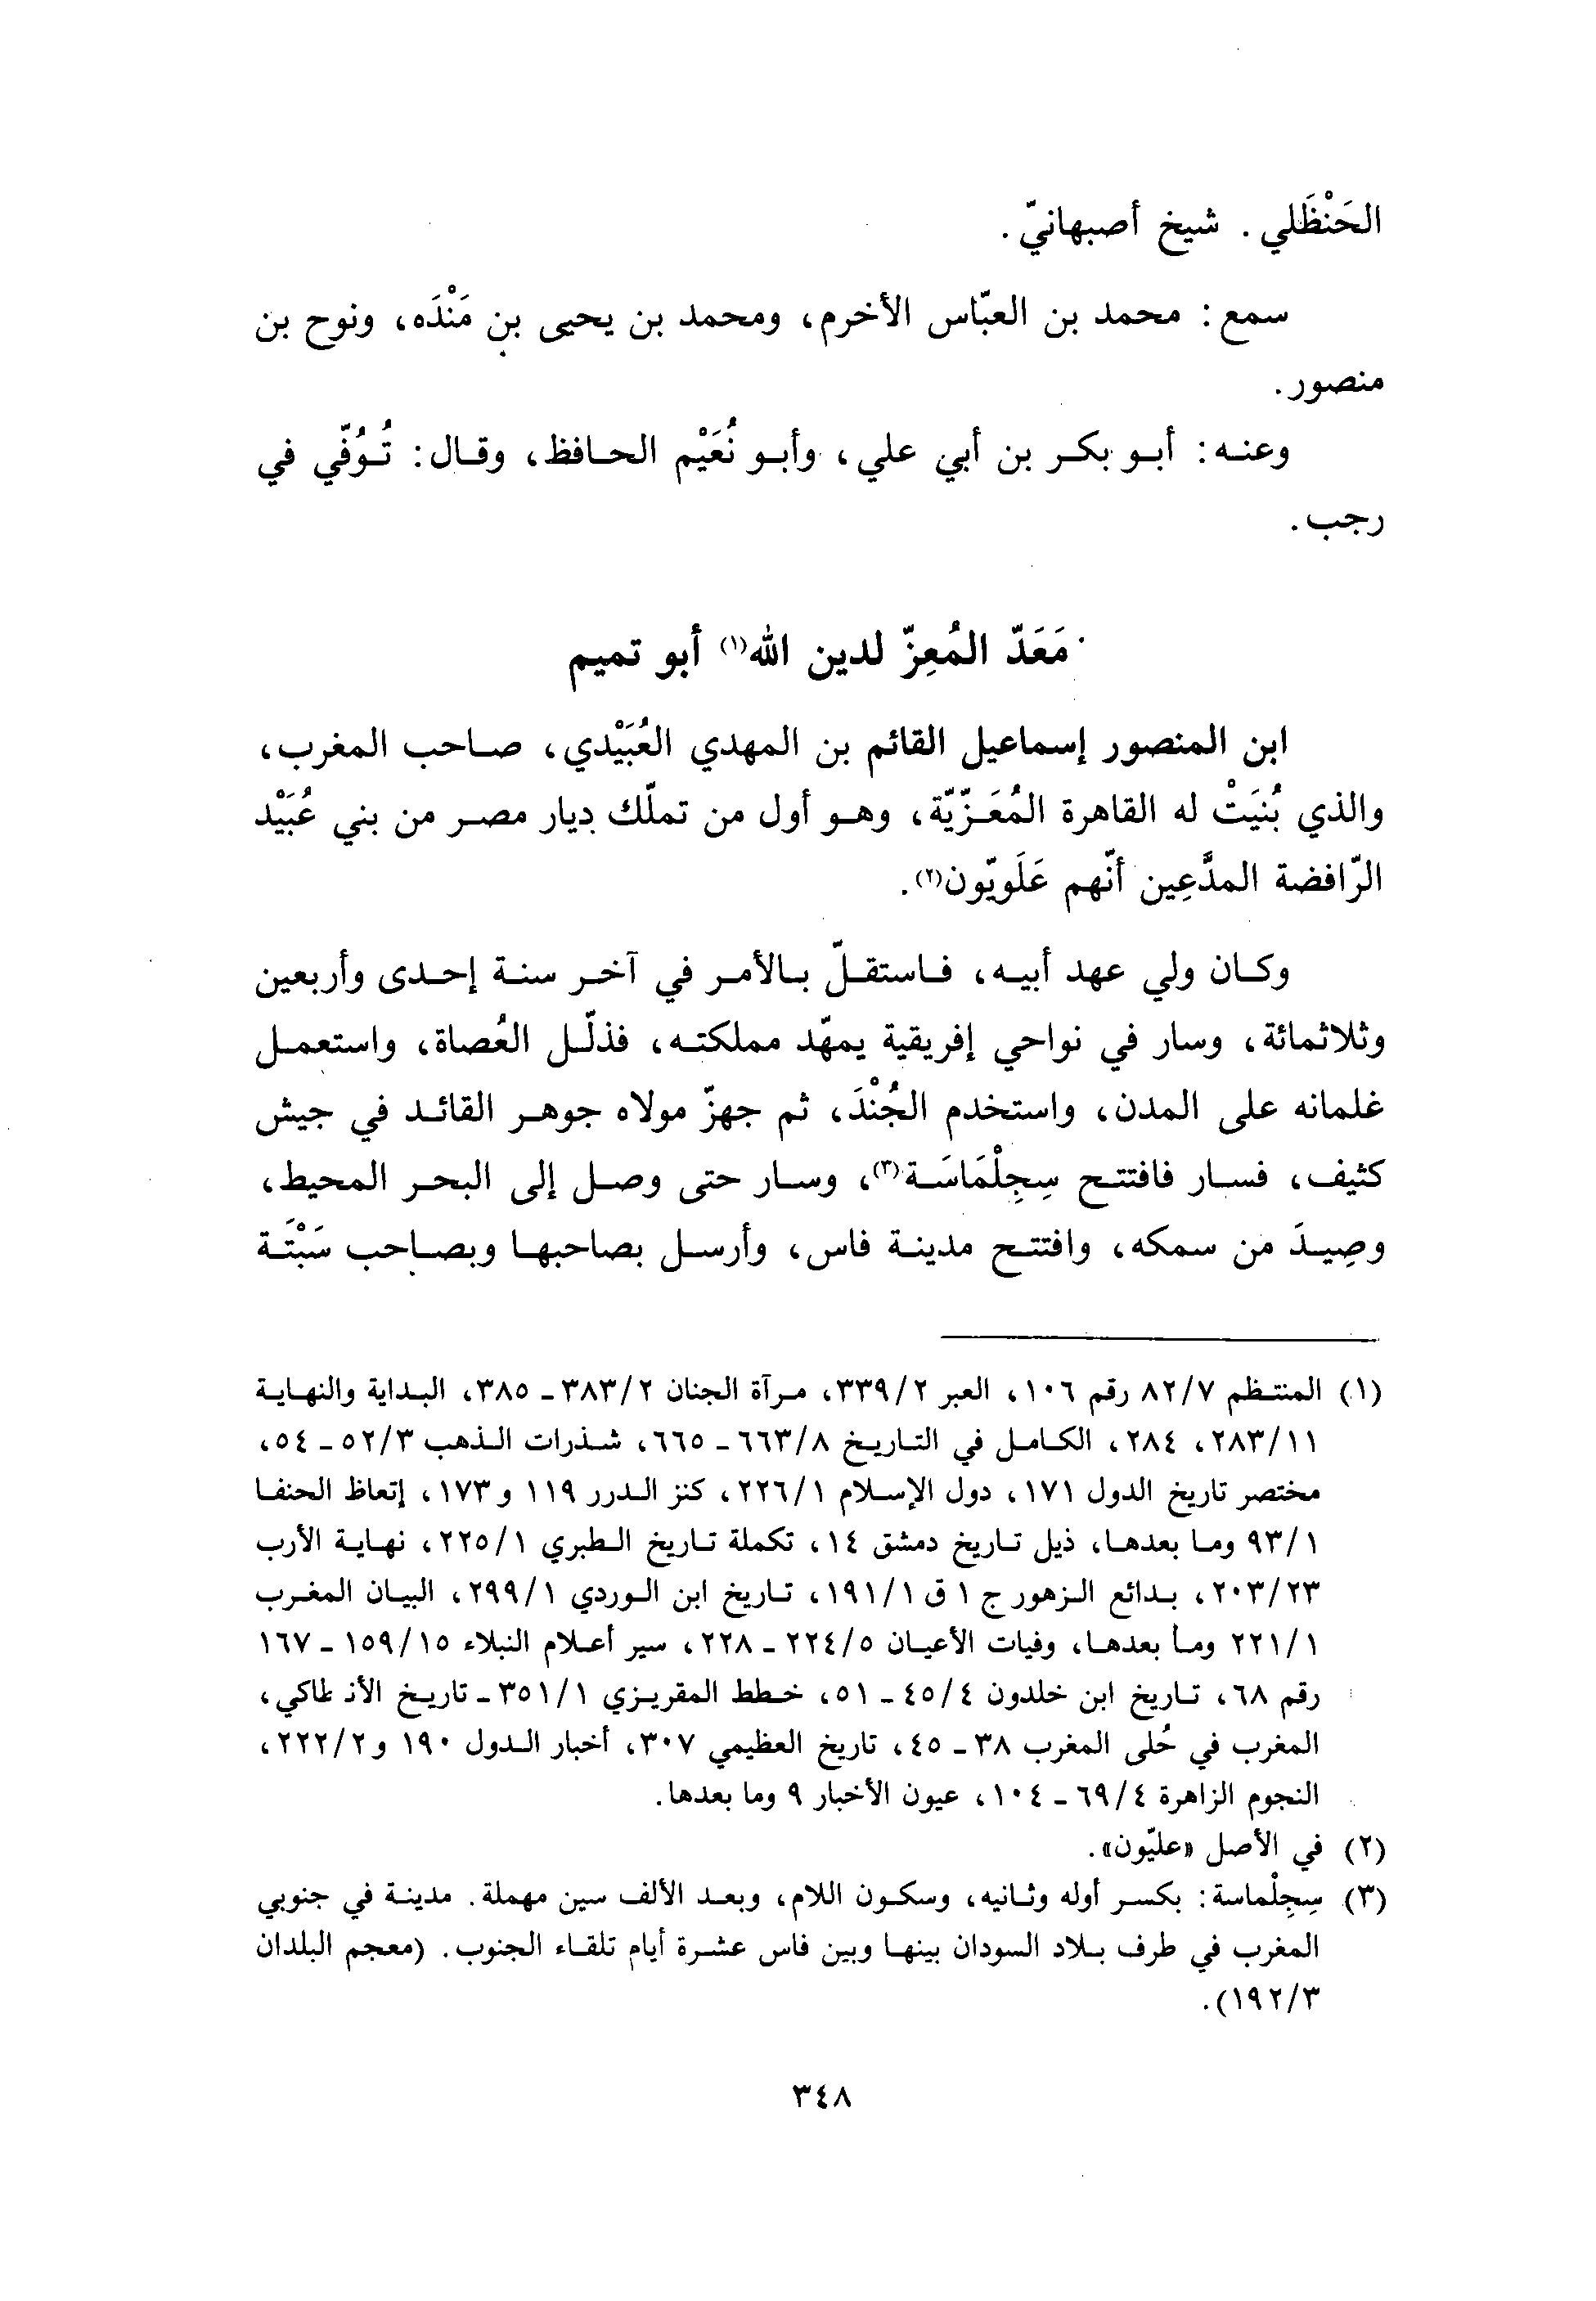 الحَنْظَلي. شيخ أصبهانيّ.
سمع: محمد بن العبّاس الأخرم، ومحمد بن يحيى بن مَنْدَه، ونوح بن
منصور.
وعنه: أبو بكر بن أبي علي، وأبو نُعَيْم الحافظ، وقال: تُوُفّي في
رجب.
مَعَدّ المُعِزّ لدين الله(١) أبو تميم
ابن المنصور إسماعيل القائم بن المهدي العُبَيْدي، صاحب المغرب،
والذي بُنيَتْ له القاهرة المُعَزّيّة، وهو أول من تملّك ديار مصر من بني عُبَيْد
الرّافضة المدَّعِين أنّهم عَلَويّون(٢).
وكان ولي عهد أبيه، فاستقلّ بالأمر في آخر سنة إحدى وأربعين
وثلاثمائة، وسار في نواحي إفريقية يمهّد مملكته، فذلّل العُصاة، واستعمل
غلمانه على المدن، واستخدم الجُنْدَ، ثم جهزّ مولاه جوهر القائد في جيش
كثيف، فسار فافتتح سِجِلْمَاسَة(٣)، وسار حتى وصل إلى البحر المحيط،
وصِيدَ من سمكه، وافتتح مدينة فاس، وأرسل بصاحبها وبصاحب سَبْتَة
(١) المنتظم ٨٢/٧ رقم ١٠٦، العبر ٣٣٩/٢، مرآة الجنان ٣٨٣/٢ - ٣٨٥، البداية والنهاية
٢٨٣/١١، ٢٨٤، الكامل في التاريخ ٦٦٣/٨ - ٦٦٥، شذرات الذهب ٥٢/٣ - ٥٤،
مختصر تاريخ الدول ١٧١، دول الإسلام ٢٢٦/١، كنز الدرر ١١٩ و١٧٣، إتعاظ الحنفا
٩٣/١ وما بعدها، ذيل تاريخ دمشق ١٤، تكملة تاريخ الطبري ٢٢٥/١، نهاية الأرب
٢٠٣/٢٣، بدائع الزهور ج ١ ق ١٩١/١، تاريخ ابن الوردي ٢٩٩/١، البيان المغرب
٢٢١/١ وما بعدها، وفيات الأعيان ٢٢٤/٥ - ٢٢٨، سير أعلام النبلاء ١٥٩/١٥ - ١٦٧
رقم ٦٨، تاريخ ابن خلدون ٤٥/٤ - ٥١، خطط المقريزي ٣٥١/١ - تاريخ الأنطاكي،
المغرب في حُلى المغرب ٣٨ - ٤٥، تاريخ العظيمي ٣٠٧، أخبار الدول ١٩٠ و٢٢٢/٢،
النجوم الزاهرة ٦٩/٤ - ١٠٤، عيون الأخبار ٩ وما بعدها.
(٢) في الأصل «عليّون».
(٣) سِجِلْماسة: بكسر أوله وثانيه، وسكون اللام، وبعد الألف سين مهملة. مدينة في جنوبي
المغرب في طرف بلاد السودان بينها وبين فاس عشرة أيام تلقاء الجنوب. (معجم البلدان
١٩٢/٣).
٣٤٨